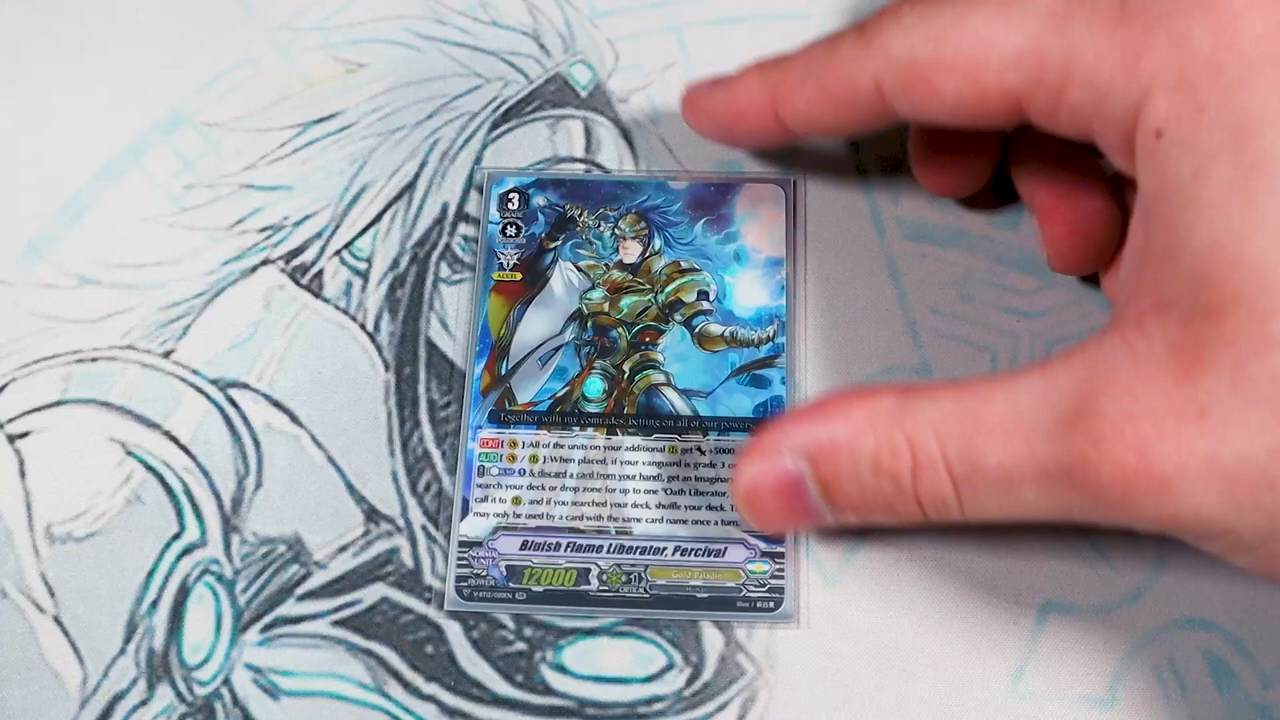 3
GRADE
ACCEL
Together with my comrades, betting on all of our power,
CONT [ ]:All of the units on your additional get +5000
AUTO [ / ]:When placed, if your vanguard is grade 3 or
& discard a card from your hand], get an Imaginary
search your deck or drop zone for up to one "Oath Liberator,
call it to , and if you searched your deck, shuffle your deck.
may only be used by a card with the same card name once a turn.
Bluish Flame Liberator, Percival
NORMAL UNIT
POWER 12000 1 CRITICAL Gold Paladin
Human
V-BT12/020EN RR